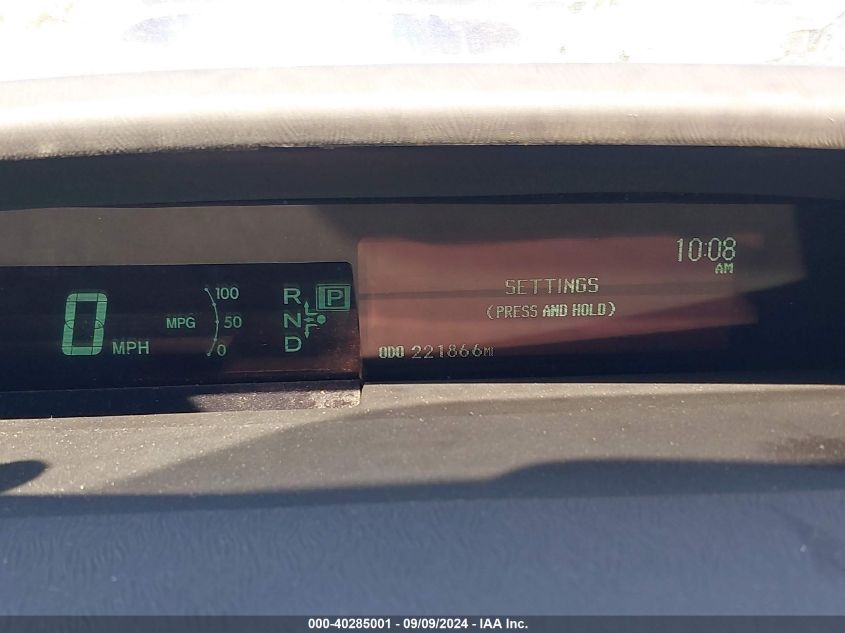 10:08
AM
SETTINGS
(PRESS AND HOLD)
ODO 221866MI
0 MPH
MPG
100
50
0
R
N
D
P
000-40285001 - 09/09/2024 - IAA Inc.